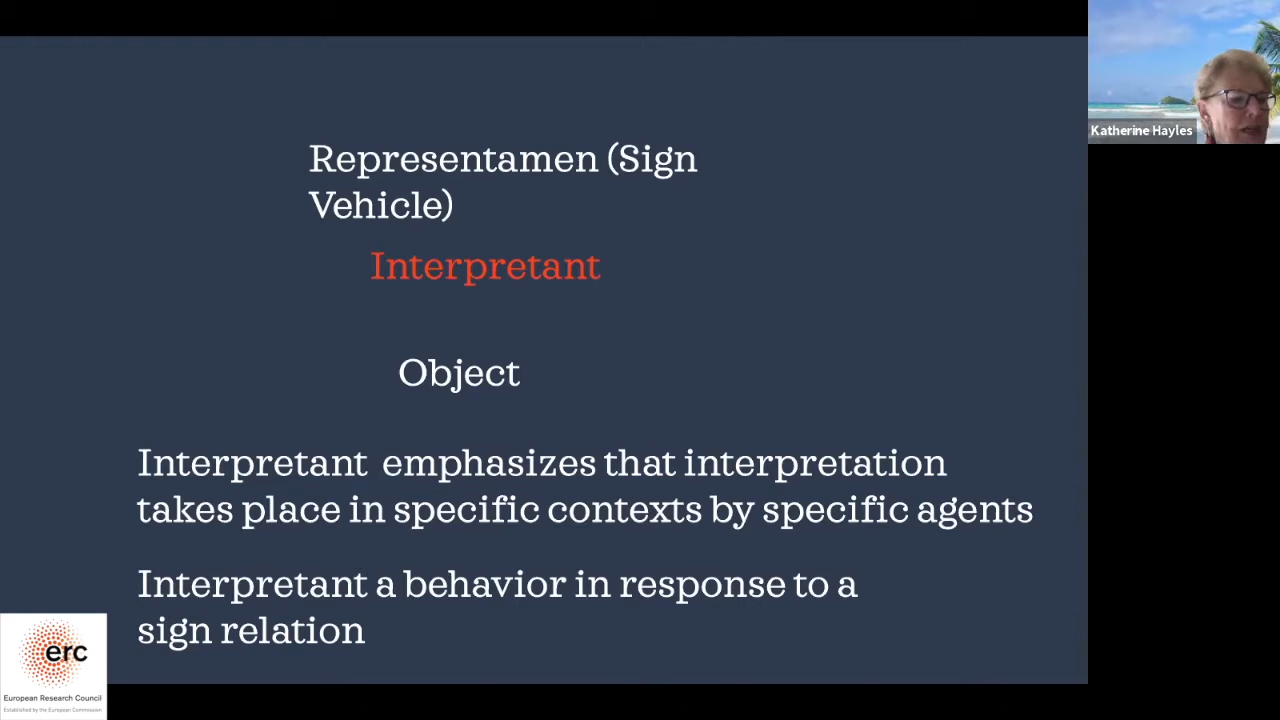 Katherine Hayles
Representamen (Sign
Vehicle)
Interpretant
Object
Interpretant emphasizes that interpretation
takes place in specific contexts by specific agents
Interpretant a behavior in response to a
sign relation
erc
European Research Council
Established by the European Commission